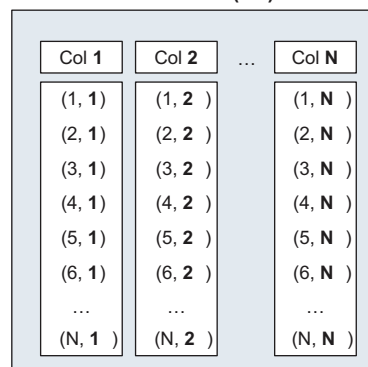 Col 1 Col 2 … Col N
(1, 1) (1, 2 ) (1, N )
(2, 1) (2, 2 ) (2, N )
(3, 1) (3, 2 ) (3, N )
(4, 1) (4, 2 ) (4, N )
(5, 1) (5, 2 ) (5, N )
(6, 1) (6, 2 ) (6, N )
… … …
(N, 1 ) (N, 2 ) (N, N )